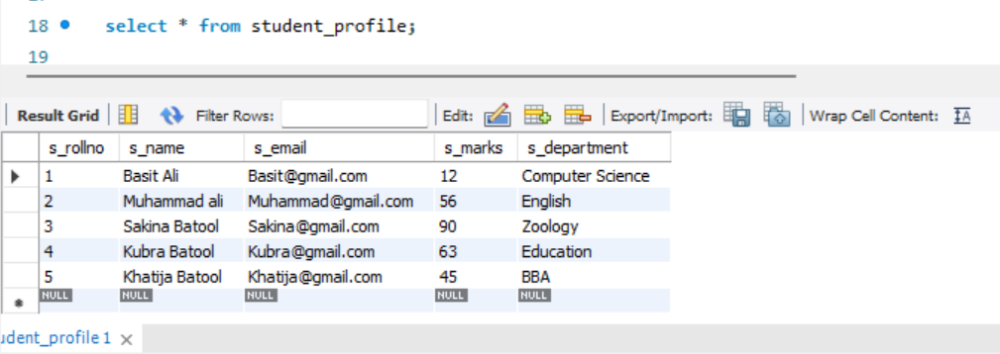 18 select * from student_profile;
19
Result Grid Filter Rows: Edit: Export/Import: Wrap Cell Content: IA
s_rollno s_name s_email s_marks s_department
1 Basit Ali Basit@gmail.com 12 Computer Science
2 Muhammad ali Muhammad@gmail.com 56 English
3 Sakina Batool Sakina@gmail.com 90 Zoology
4 Kubra Batool Kubra@gmail.com 63 Education
5 Khatija Batool Khatija@gmail.com 45 BBA
NULL NULL NULL NULL NULL
udent_profile 1 ×